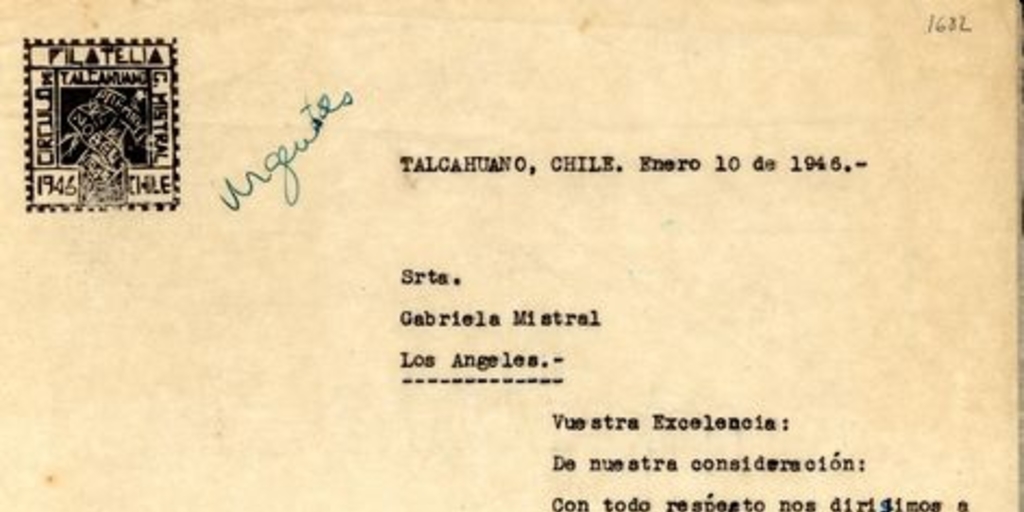 1682
FILATELIA
TALCAHUANO
CIRCULO
G. MISTRAL
1946 CHILE
Urgentes
TALCAHUANO, CHILE. Enero 10 de 1946.-
Srta.
Gabriela Mistral
Los Angeles.-
-------------
Vuestra Excelencia:
De nuestra consideración:
Con todo respeto nos dirigimos a